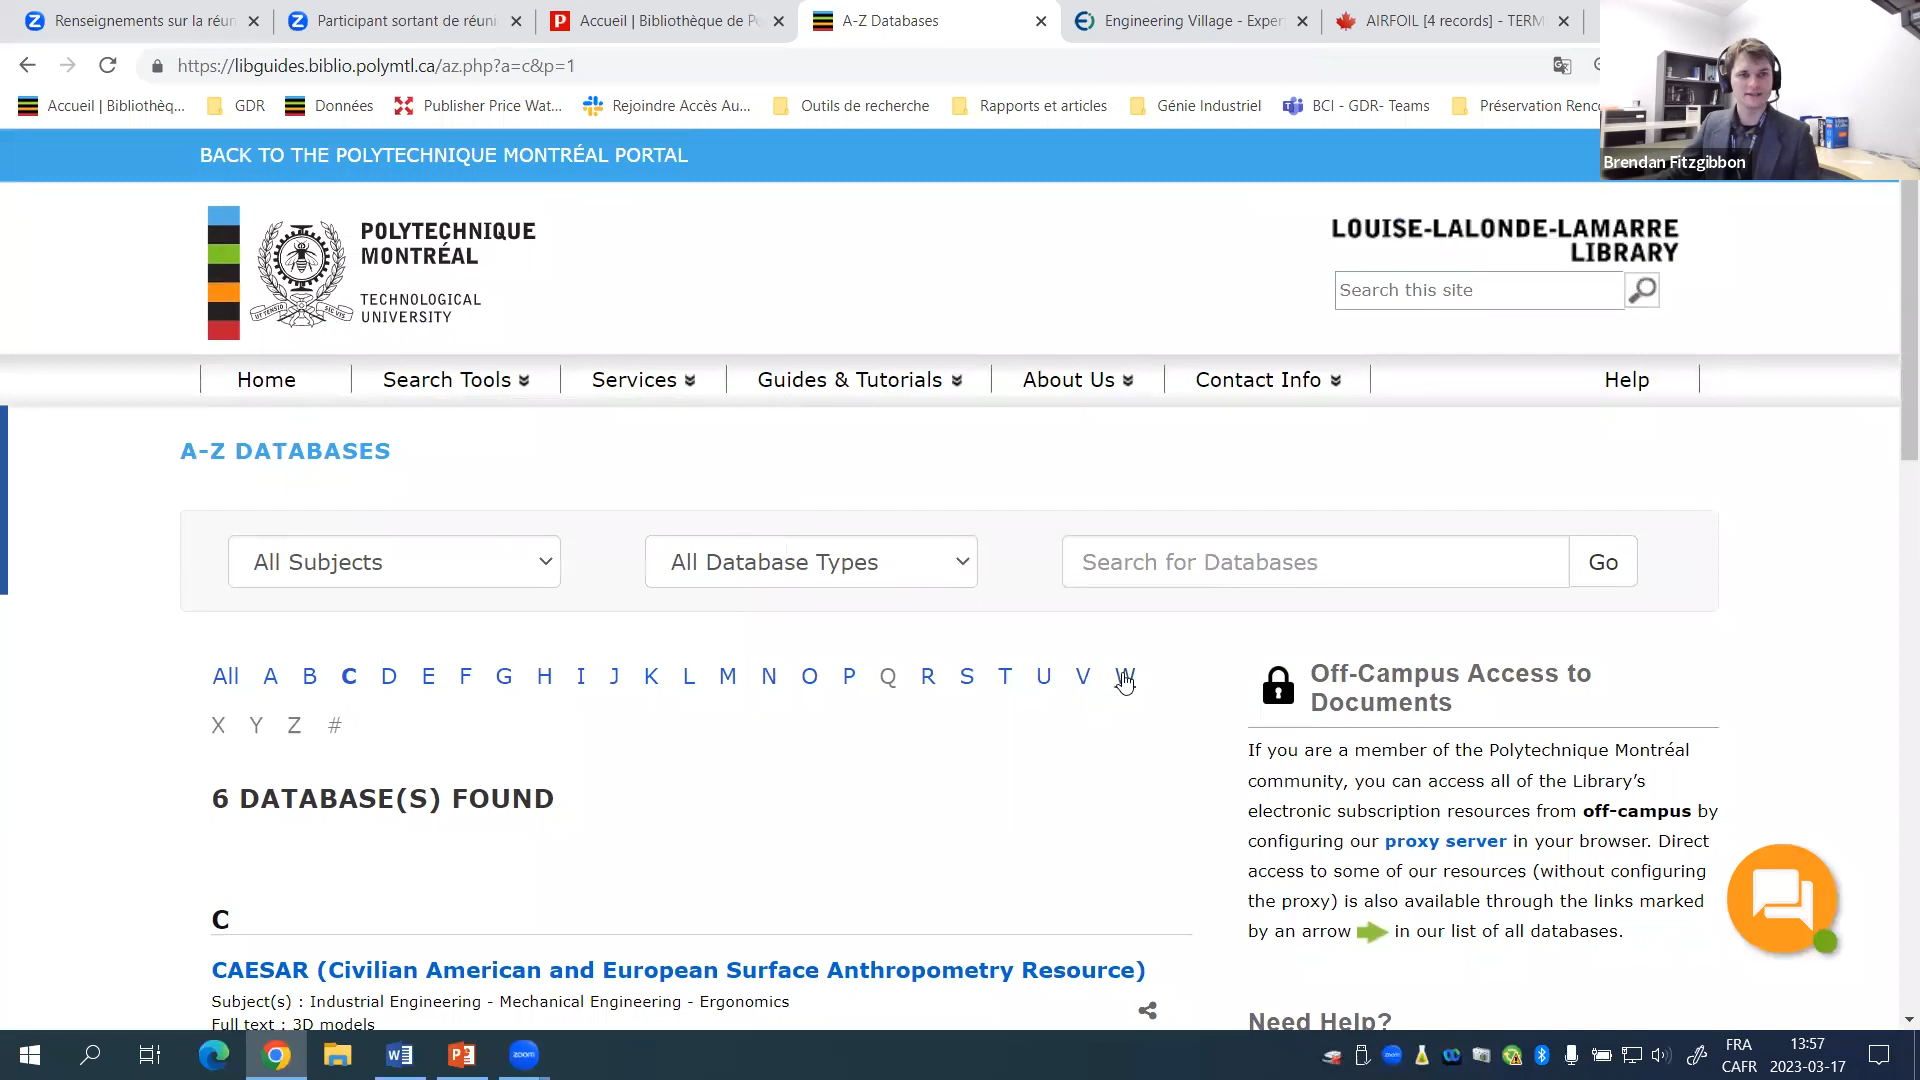 Renseignements sur la réun
Participant sortant de réuni
Accueil | Bibliothèque de Po
A-Z Databases
Engineering Village - Exper
AIRFOIL [4 records] - TERM
https://libguides.biblio.polymtl.ca/az.php?a=c&p=1
Accueil | Bibliothèq...
GDR
Données
Publisher Price Wat...
Rejoindre Accès Au...
Outils de recherche
Rapports et articles
Génie Industriel
BCI - GDR- Teams
Préservation Renc
Brendan Fitzgibbon
BACK TO THE POLYTECHNIQUE MONTRÉAL PORTAL
POLYTECHNIQUE
MONTRÉAL
TECHNOLOGICAL
UNIVERSITY
UT TENSIO SIC VIS
LOUISE-LALONDE-LAMARRE
LIBRARY
Search this site
Home
Search Tools
Services
Guides & Tutorials
About Us
Contact Info
Help
A-Z DATABASES
All Subjects
All Database Types
Search for Databases
Go
All A B C D E F G H I J K L M N O P Q R S T U V W
X Y Z #
6 DATABASE(S) FOUND
C
CAESAR (Civilian American and European Surface Anthropometry Resource)
Subject(s) : Industrial Engineering - Mechanical Engineering - Ergonomics
Full text : 3D models
Off-Campus Access to
Documents
If you are a member of the Polytechnique Montréal
community, you can access all of the Library's
electronic subscription resources from off-campus by
configuring our proxy server in your browser. Direct
access to some of our resources (without configuring
the proxy) is also available through the links marked
by an arrow in our list of all databases.
Need Help?
zoom
FRA
CAFR
13:57
2023-03-17